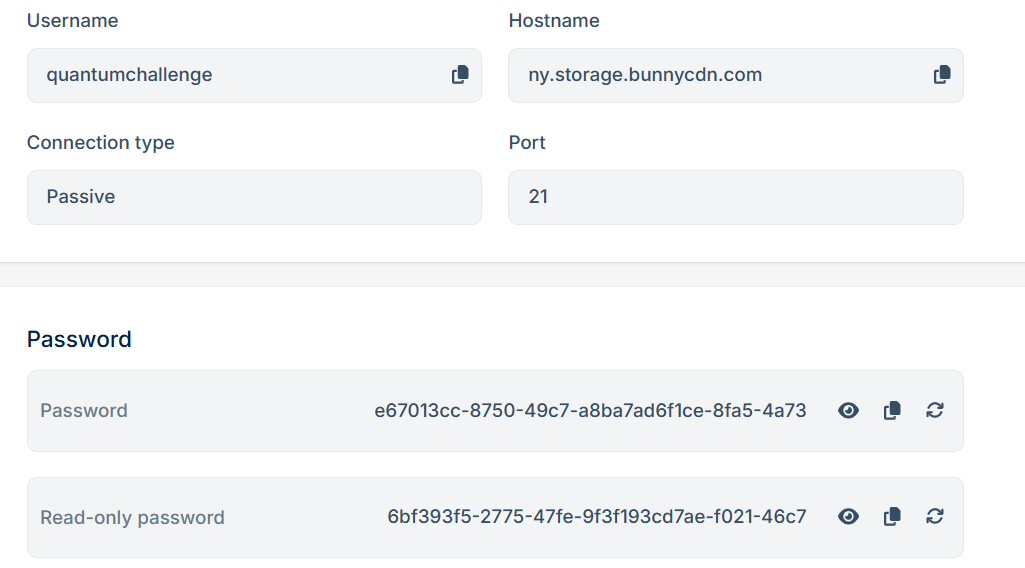 Username
Hostname
quantumchallenge
ny.storage.bunnycdn.com
Connection type
Port
Passive
21
Password
Password
e67013cc-8750-49c7-a8ba7ad6f1ce-8fa5-4a73
Read-only password
6bf393f5-2775-47fe-9f3f193cd7ae-f021-46c7